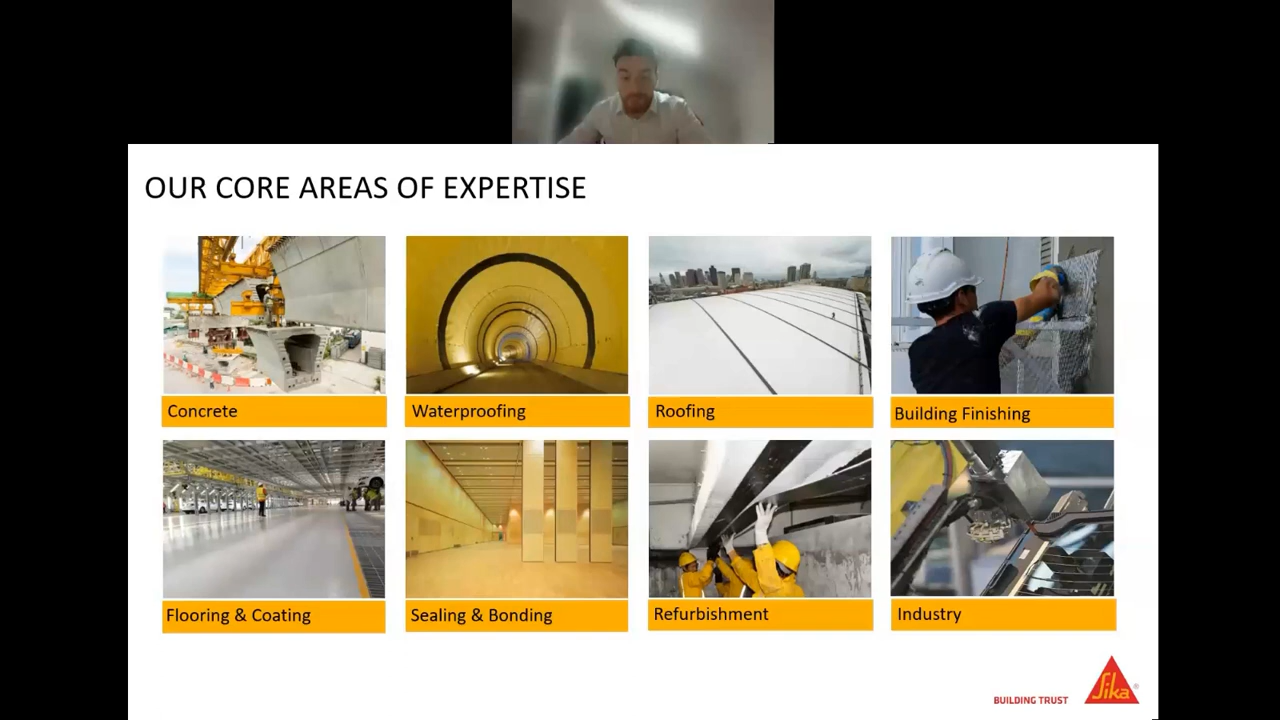 OUR CORE AREAS OF EXPERTISE
Concrete
Waterproofing
Roofing
Building Finishing
Flooring & Coating
Sealing & Bonding
Refurbishment
Industry
BUILDING TRUST
Sika®